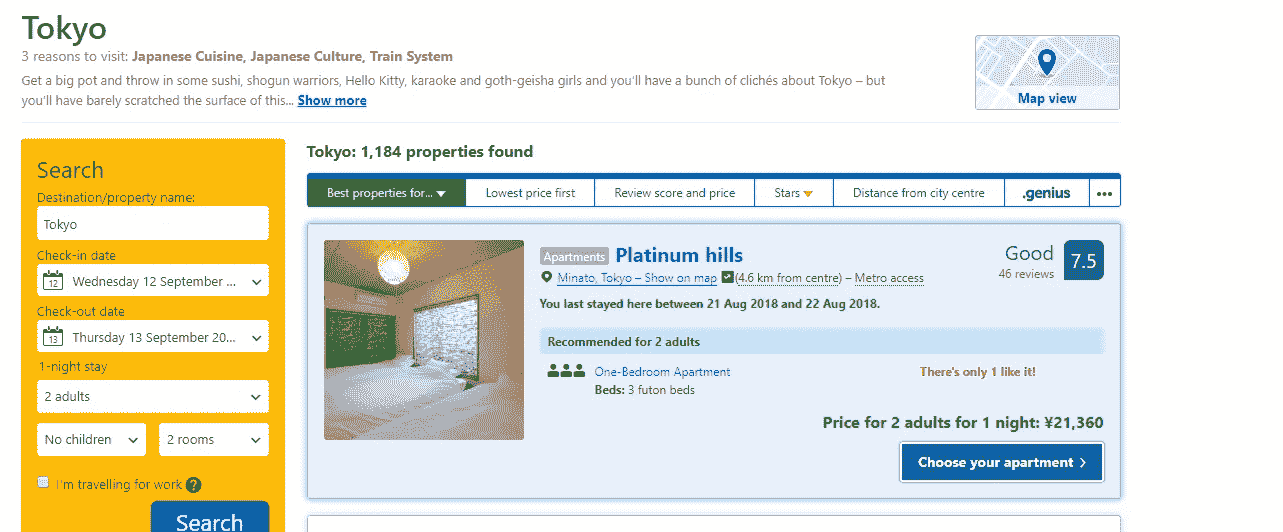 Tokyo
3 reasons to visit: Japanese Cuisine, Japanese Culture, Train System
Get a big pot and throw in some sushi, shogun warriors, Hello Kitty, karaoke and goth-geisha girls and you'll have a bunch of clichés about Tokyo – but
you'll have barely scratched the surface of this... Show more
Map view
Search
Destination/property name:
Tokyo
Check-in date
12
Wednesday 12 September ...
Check-out date
13
Thursday 13 September 20...
1-night stay
2 adults
No children
2 rooms
I'm travelling for work ?
Search
Tokyo: 1,184 properties found
Best properties for...
Lowest price first
Review score and price
Stars
Distance from city centre
.genius
•••
Apartments Platinum hills
Good
7.5
46 reviews
Minato, Tokyo – Show on map (4.6 km from centre) – Metro access
You last stayed here between 21 Aug 2018 and 22 Aug 2018.
Recommended for 2 adults
One-Bedroom Apartment
There's only 1 like it!
Beds: 3 futon beds
Price for 2 adults for 1 night: ¥21,360
Choose your apartment >